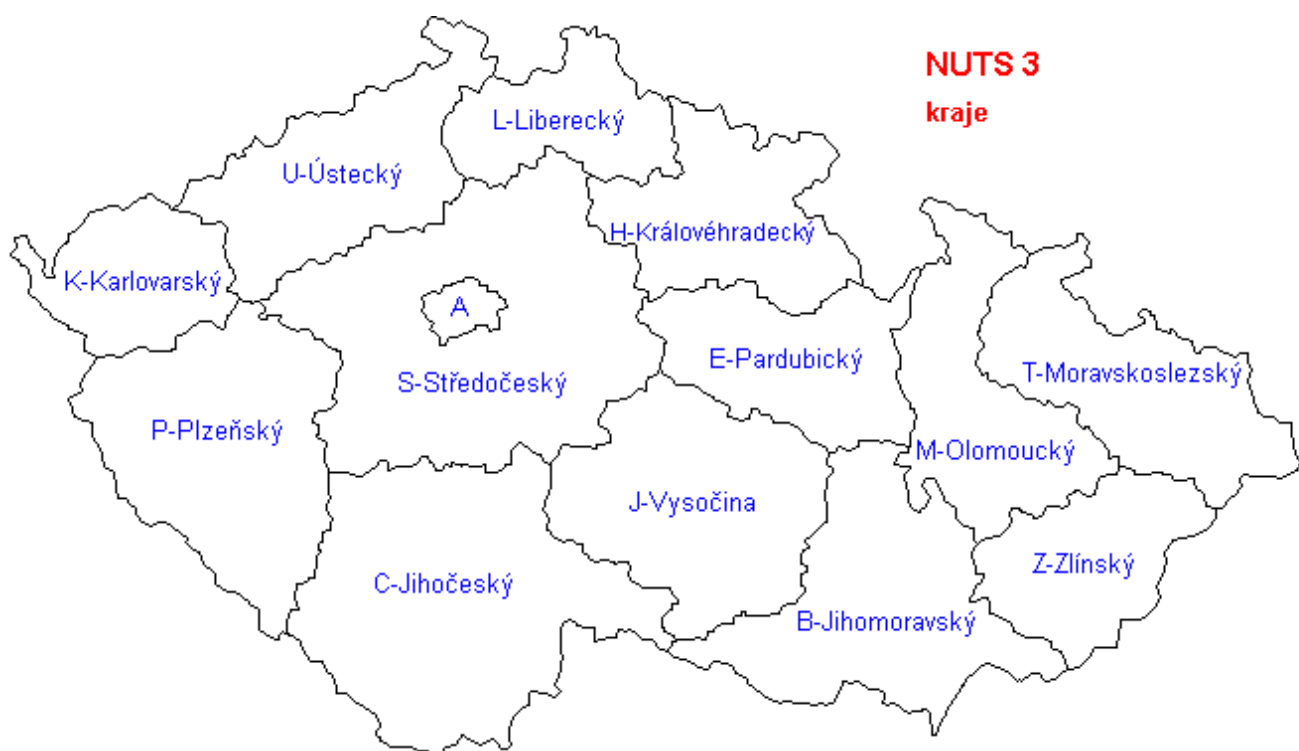 NUTS 3
kraje
L-Liberecký
U-Ústecký
H-Královéhradecký
K-Karlovarský
A
E-Pardubický
S-Středočeský
T-Moravskoslezský
P-Plzeňský
M-Olomoucký
J-Vysočina
Z-Zlínský
C-Jihočeský
B-Jihomoravský